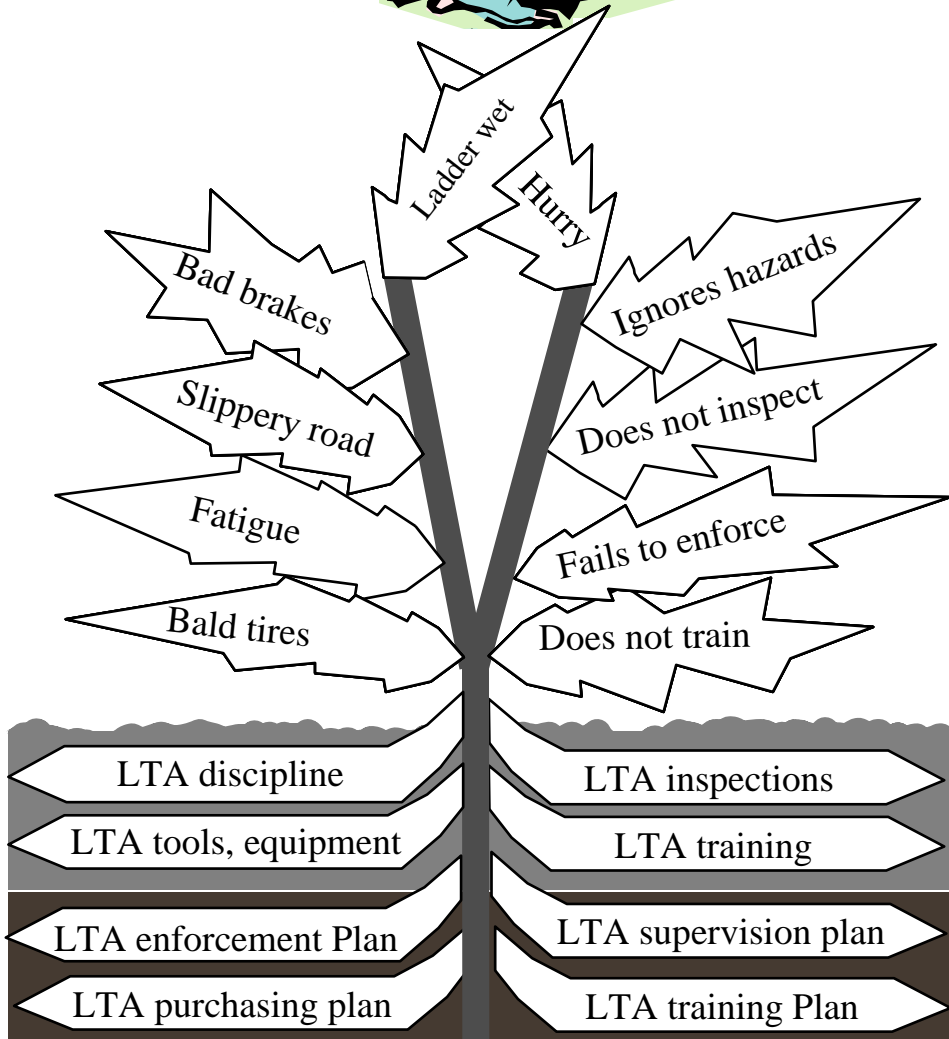 Ladder wet
Hurry
Bad brakes
Ignores hazards
Slippery road
Does not inspect
Fatigue
Fails to enforce
Bald tires
Does not train
LTA discipline
LTA inspections
LTA tools, equipment
LTA training
LTA enforcement Plan
LTA supervision plan
LTA purchasing plan
LTA training Plan